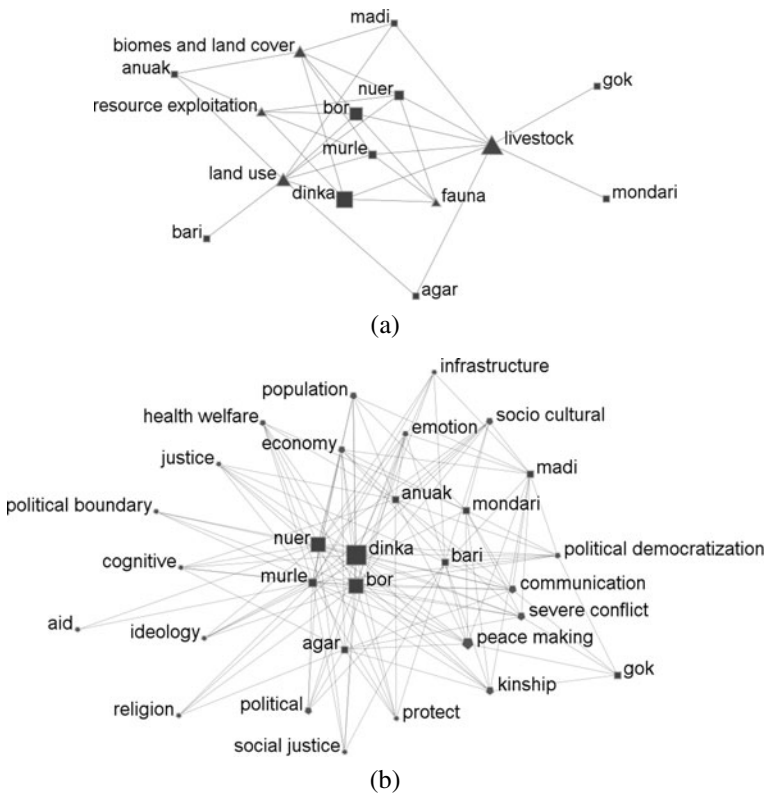 madi
biomes and land cover
anuak
gok
nuer
resource exploitation
bor
livestock
murle
land use
dinka
fauna
mondari
bari
agar
(a)
infrastructure
population
health welfare
emotion
socio cultural
economy
justice
madi
anuak
mondari
political boundary
nuer
dinka
bari
political democratization
cognitive
murle
bor
communication
severe conflict
aid
ideology
agar
peace making
gok
kinship
religion
political
protect
social justice
(b)